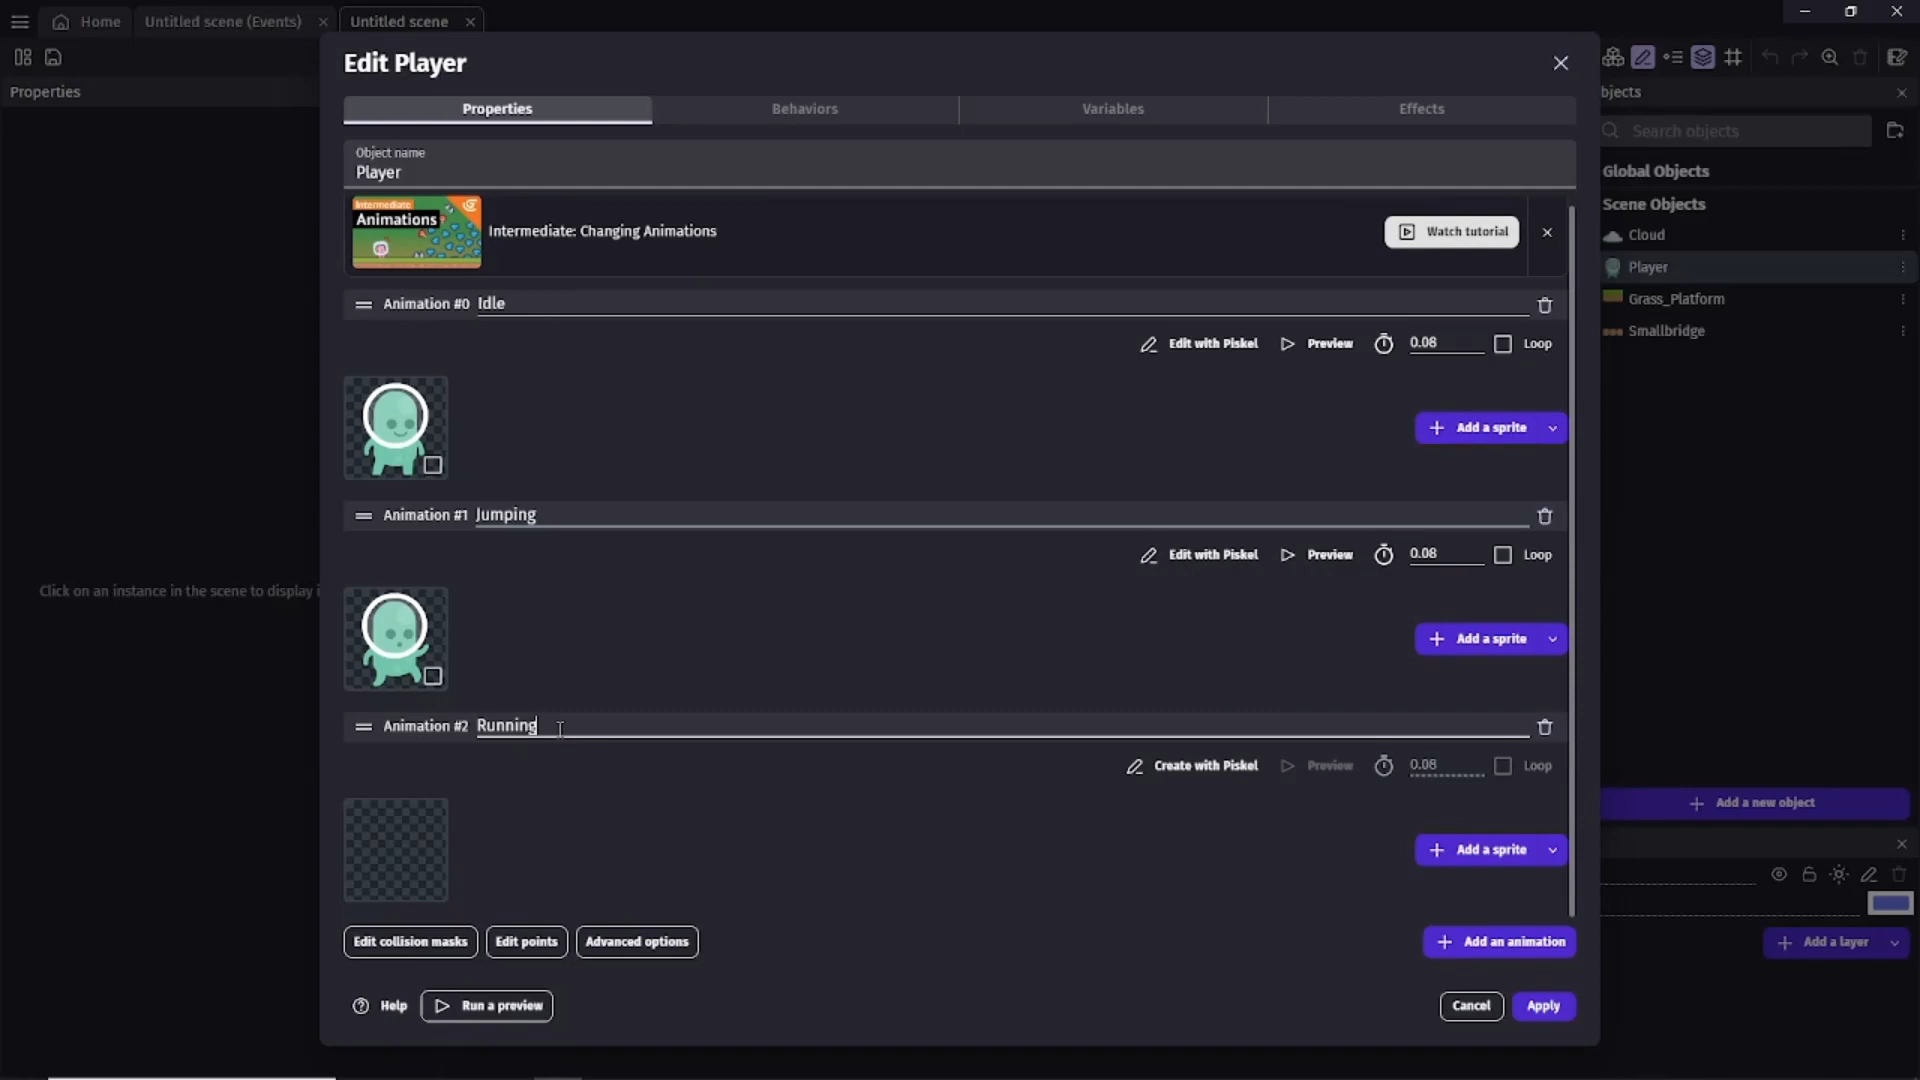 Home
Untitled scene (Events)
Untitled scene
Properties
Edit Player
Properties
Behaviors
Variables
Effects
Object name
Player
Intermediate
Animations
Intermediate: Changing Animations
Watch tutorial
Animation #0 Idle
Edit with Piskel
Preview
0.08
Loop
Add a sprite
Animation #1 Jumping
Edit with Piskel
Preview
0.08
Loop
Add a sprite
Animation #2 Running
Create with Piskel
Preview
0.08
Loop
Add a sprite
Edit collision masks
Edit points
Advanced options
Add an animation
Help
Run a preview
Cancel
Apply
Click on an instance in the scene to display i
bjects
Search objects
Global Objects
Scene Objects
Cloud
Player
Grass_Platform
Smallbridge
Add a new object
Add a layer